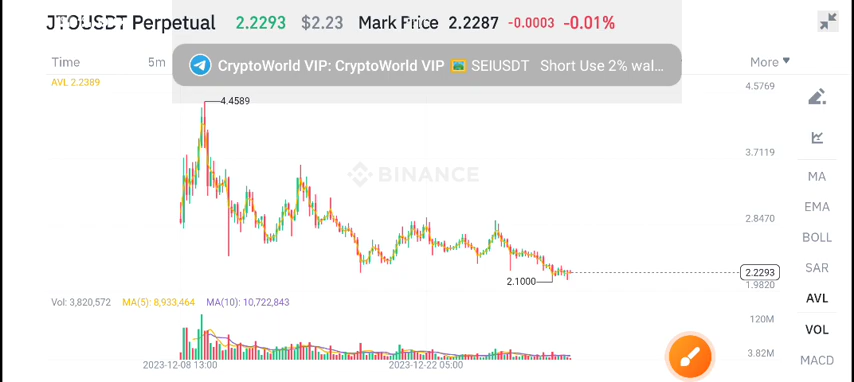 JTOUSDT Perpetual 2.2293 $2.23 Mark Price 2.2287 -0.0003 -0.01%
CryptoWorld VIP: CryptoWorld VIP SEIUSDT Short Use 2% wal...
Time 5m More
AVL 2.2389
4.5769
4.4589
3.7119
BINANCE
MA
EMA
2.8470
BOLL
SAR
2.2293
2.1000
1.9820
AVL
Vol: 3,820,572 MA(5): 8,933,464 MA(10): 10,722,843
120M
VOL
3.82M
MACD
2023-12-08 13:00 2023-12-22 05:00